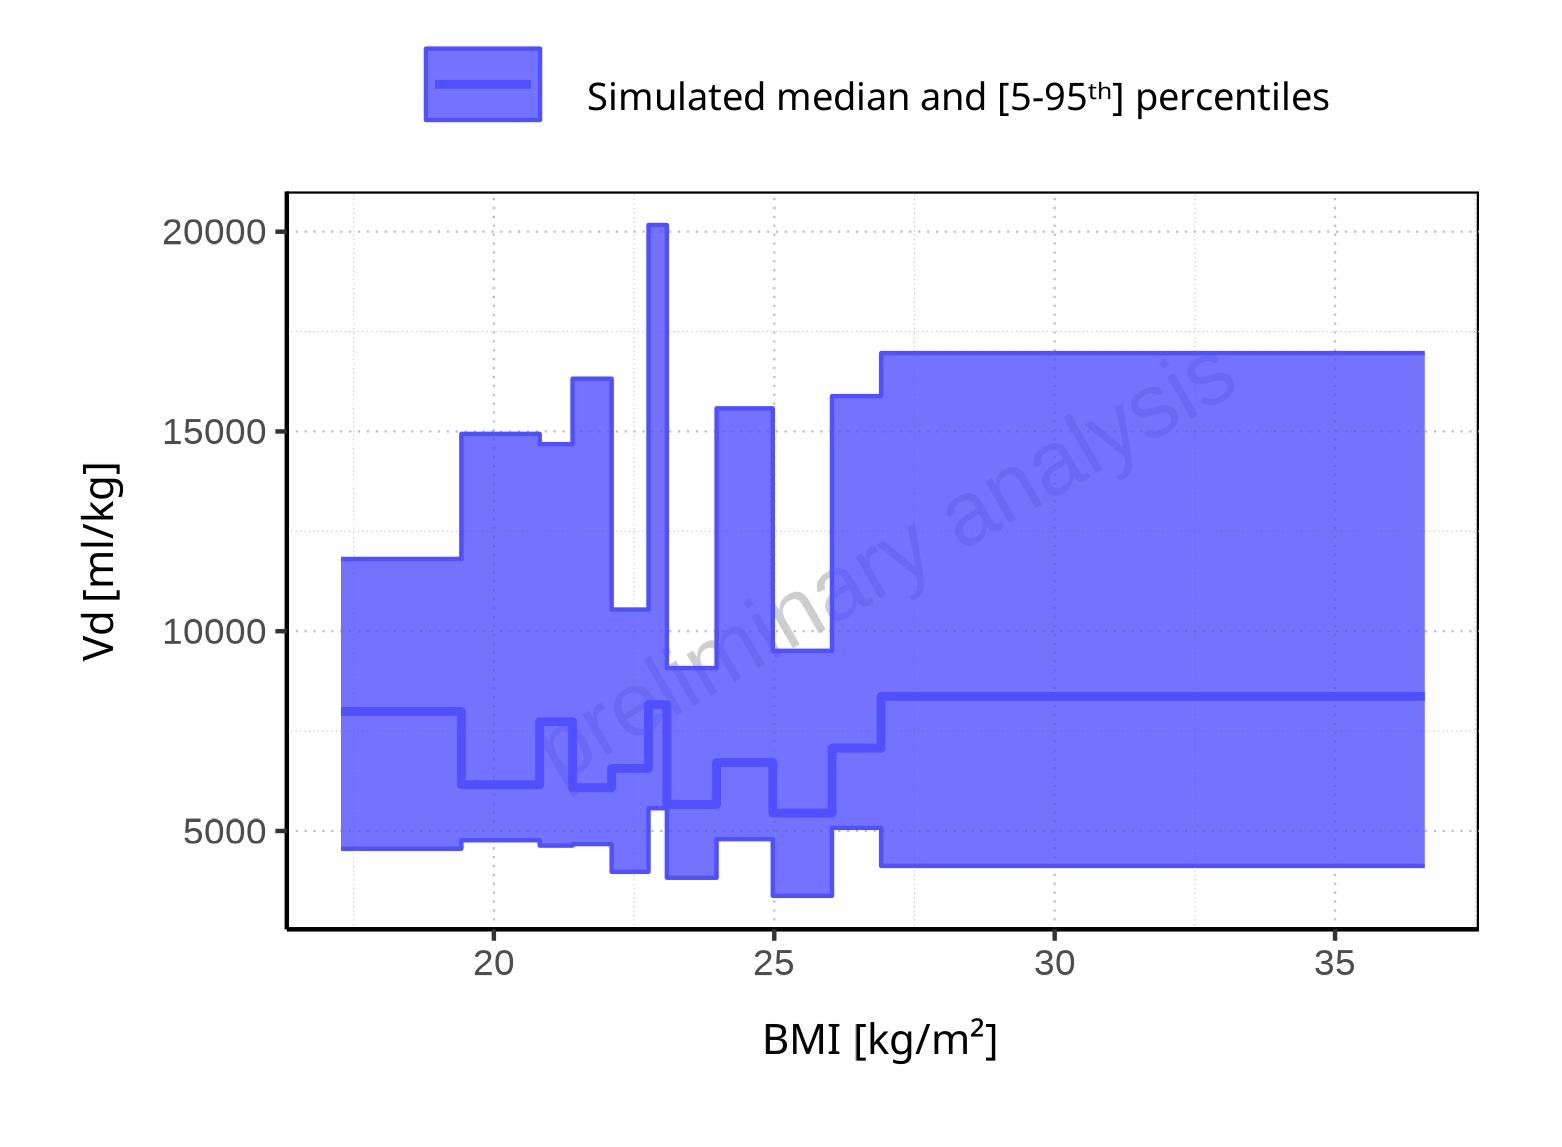 Simulated median and [5-95ᵗʰ] percentiles
20000
15000
10000
5000
Vd [ml/kg]
preliminary analysis
20 25 30 35
BMI [kg/m²]